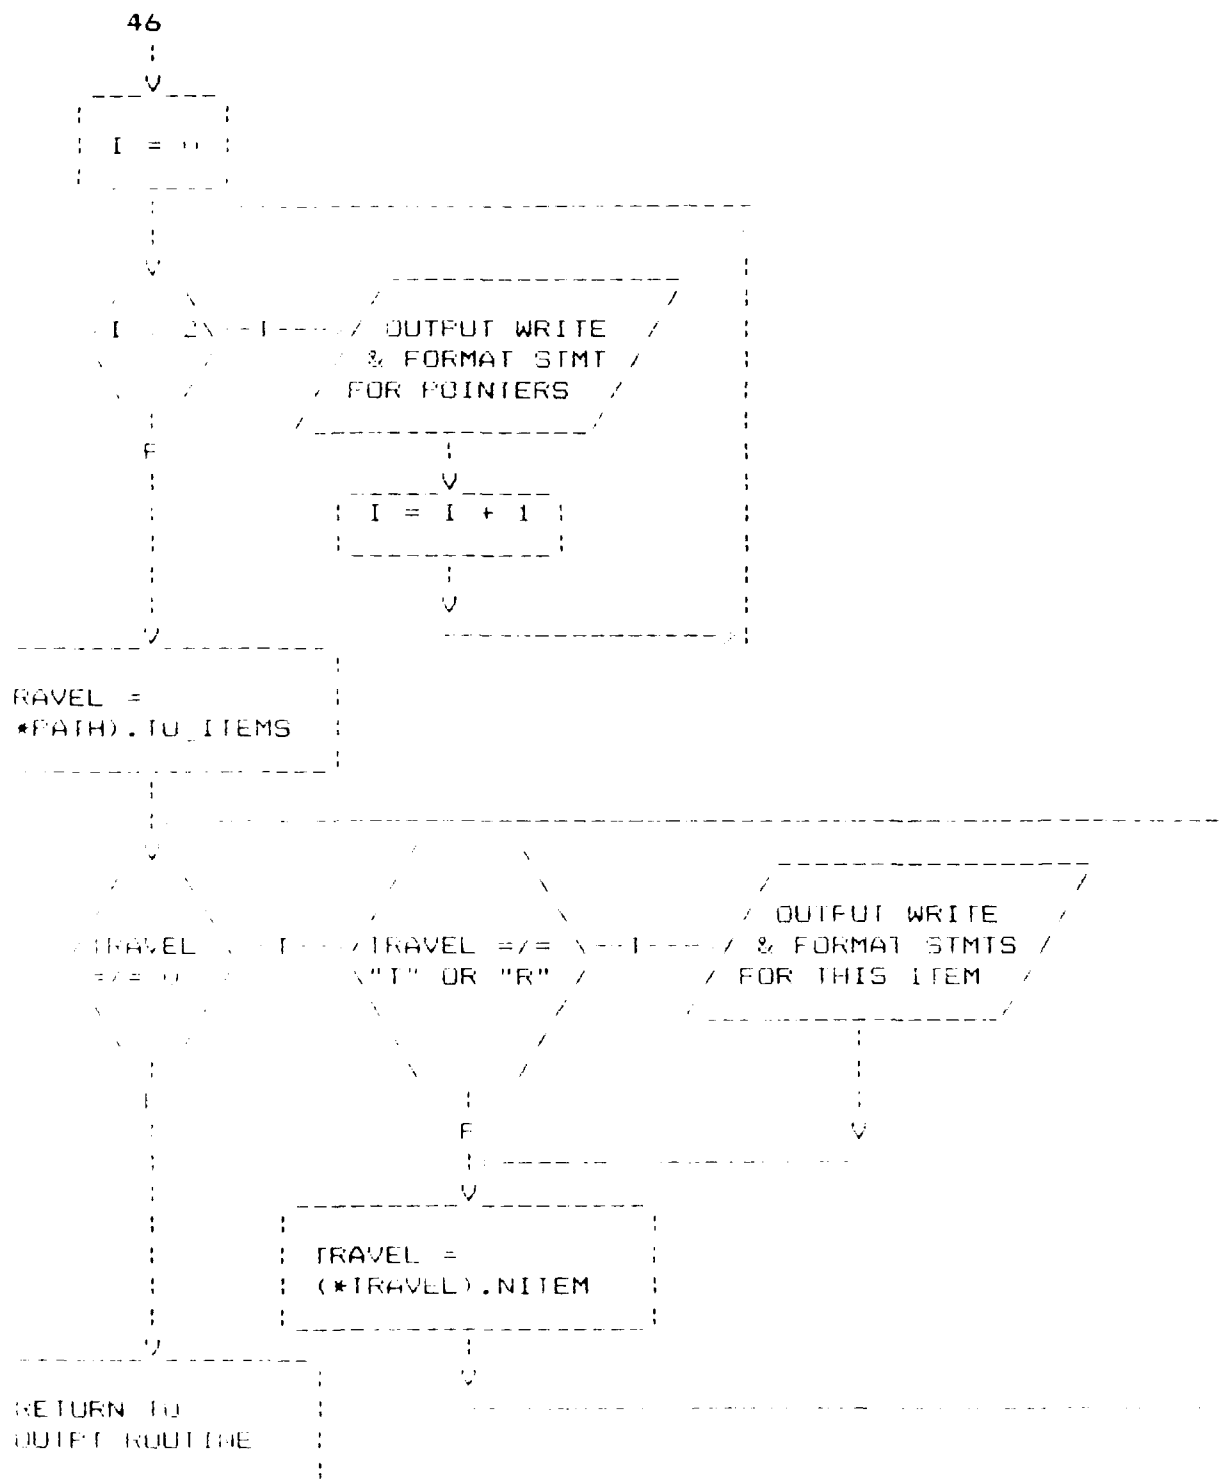 46
I = 0
I 2 T OUTPUT WRITE
& FORMAT STMT
FOR POINTERS
F
I = I + 1
RAVEL =
*PATH).TO_ITEMS
TRAVEL T TRAVEL =/= T OUTPUT WRITE
=/= 0 "T" OR "R" & FORMAT STMTS
FOR THIS ITEM
F
TRAVEL =
(*TRAVEL).NITEM
RETURN TO
OUTPT ROUTINE